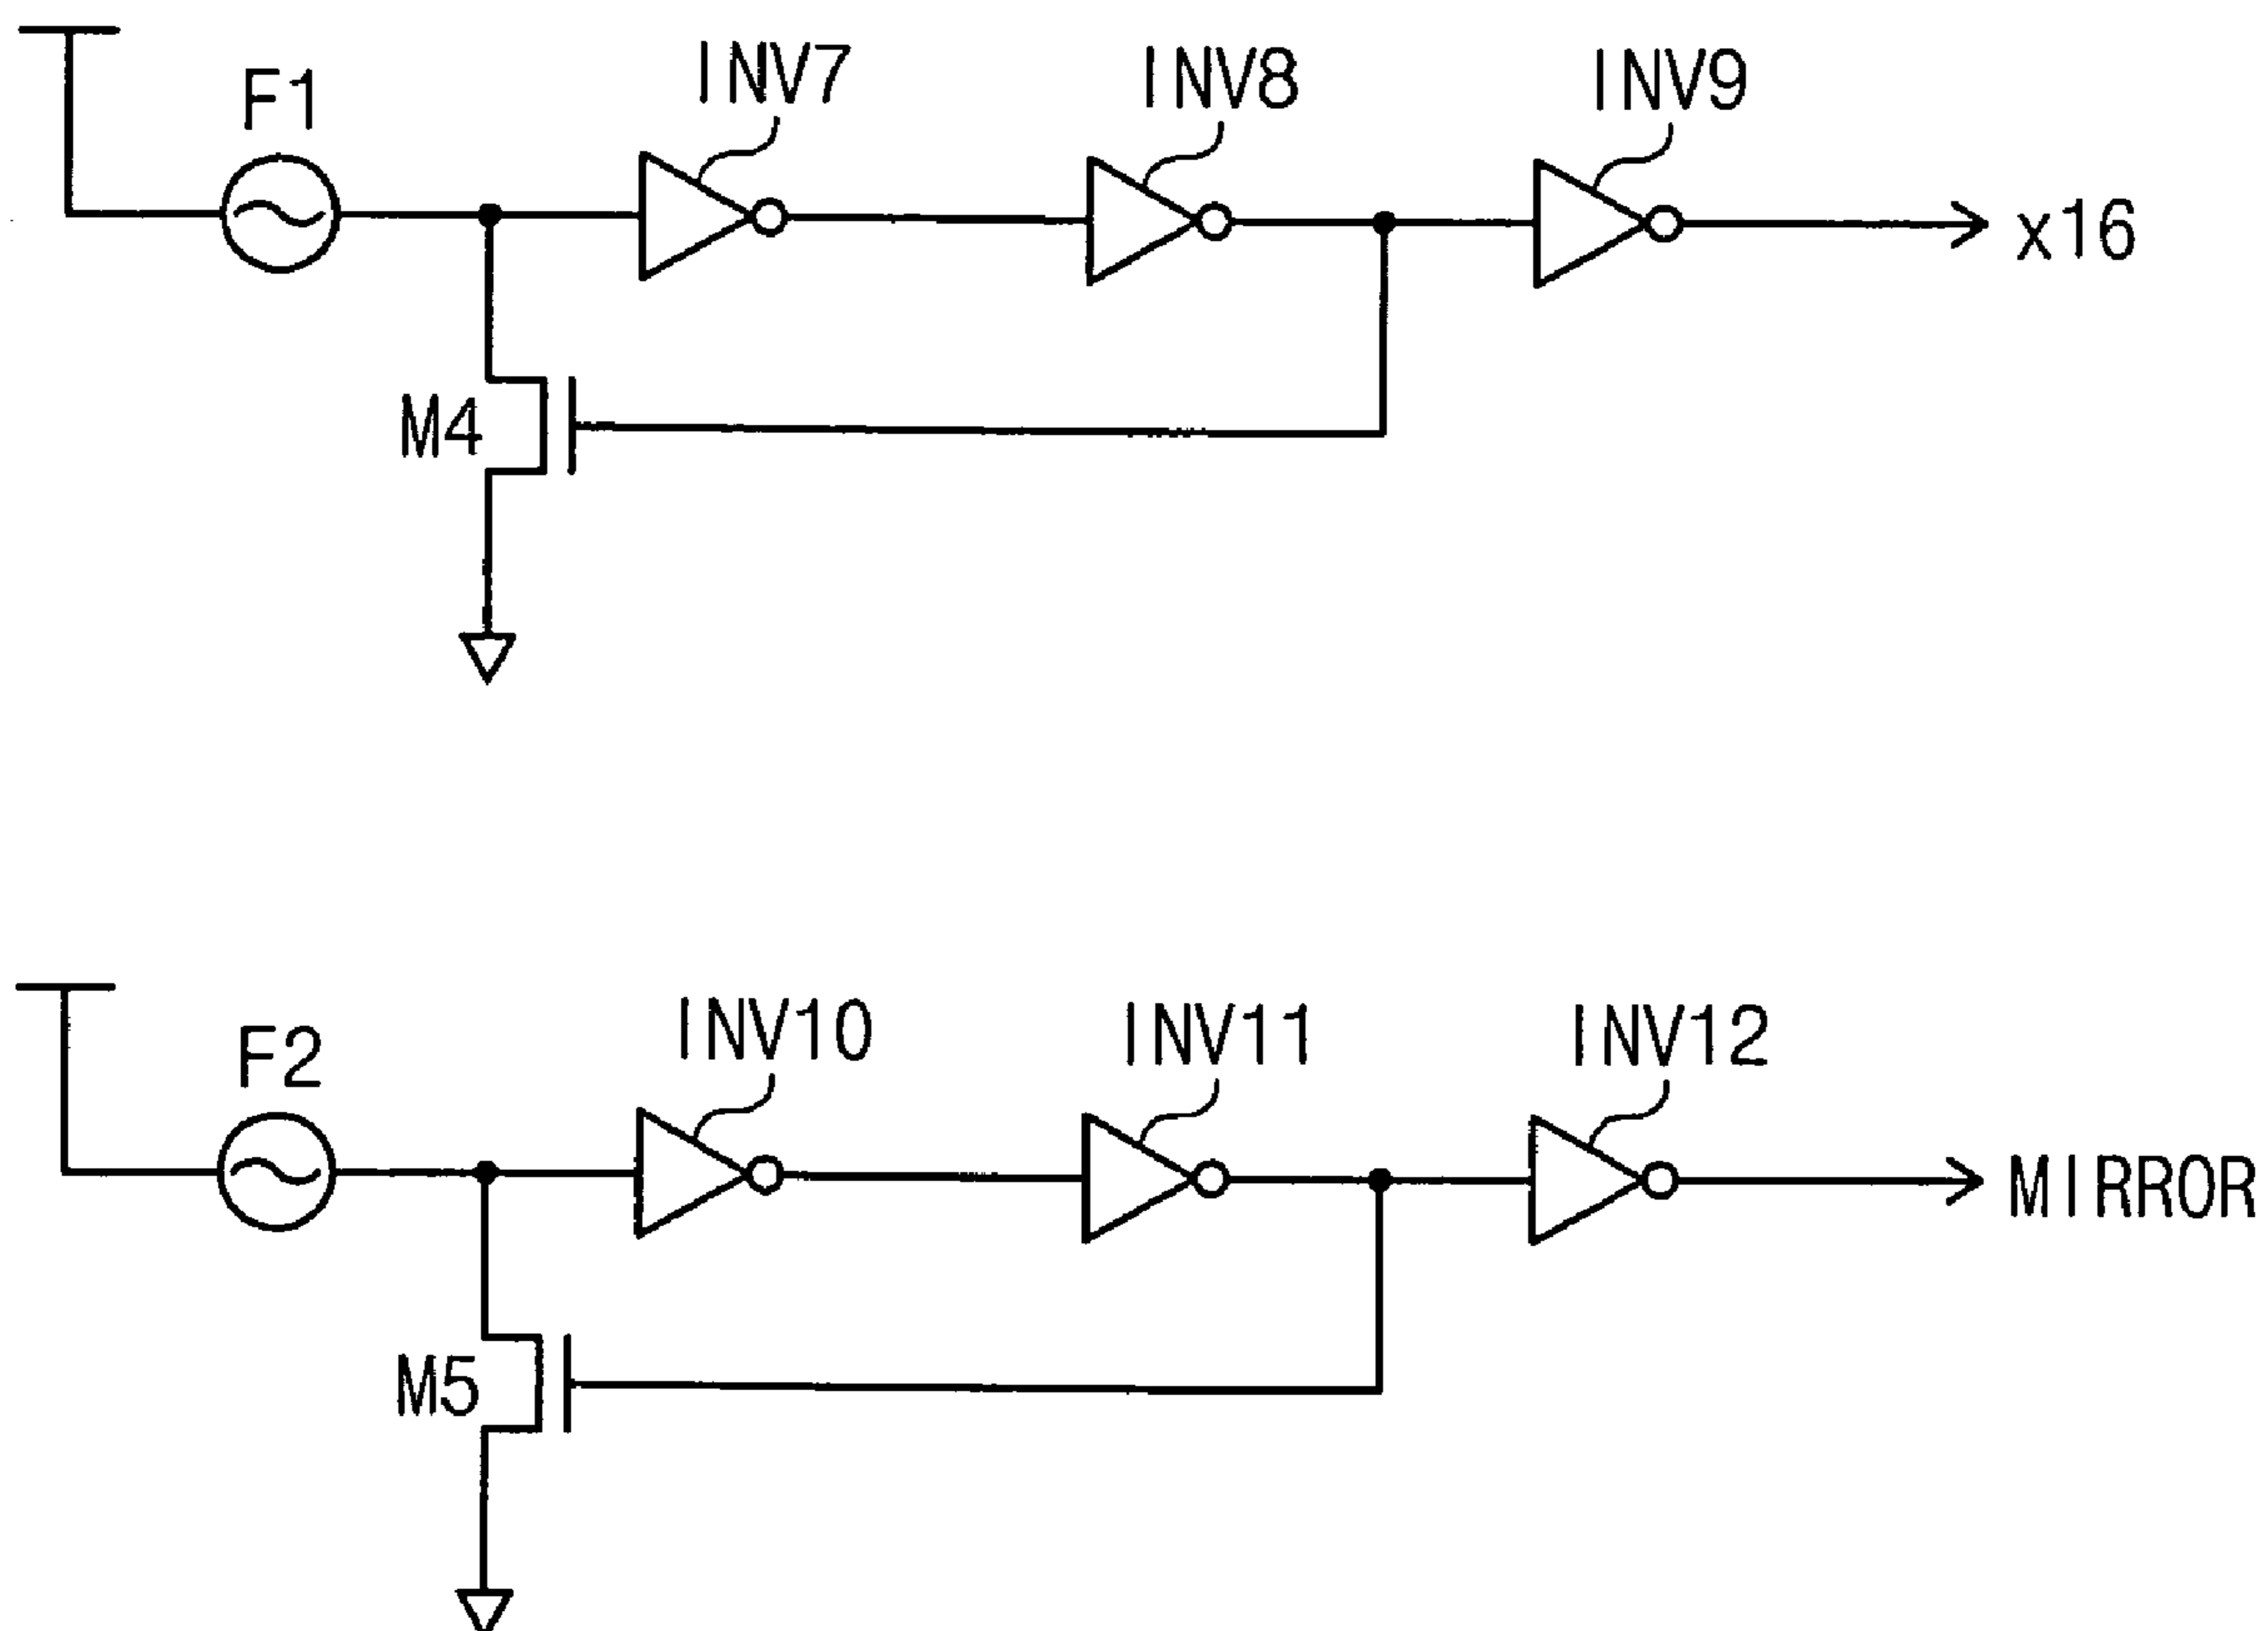 F1
INV7
INV8
INV9
x16
M4
F2
INV10
INV11
INV12
MIRROR
M5